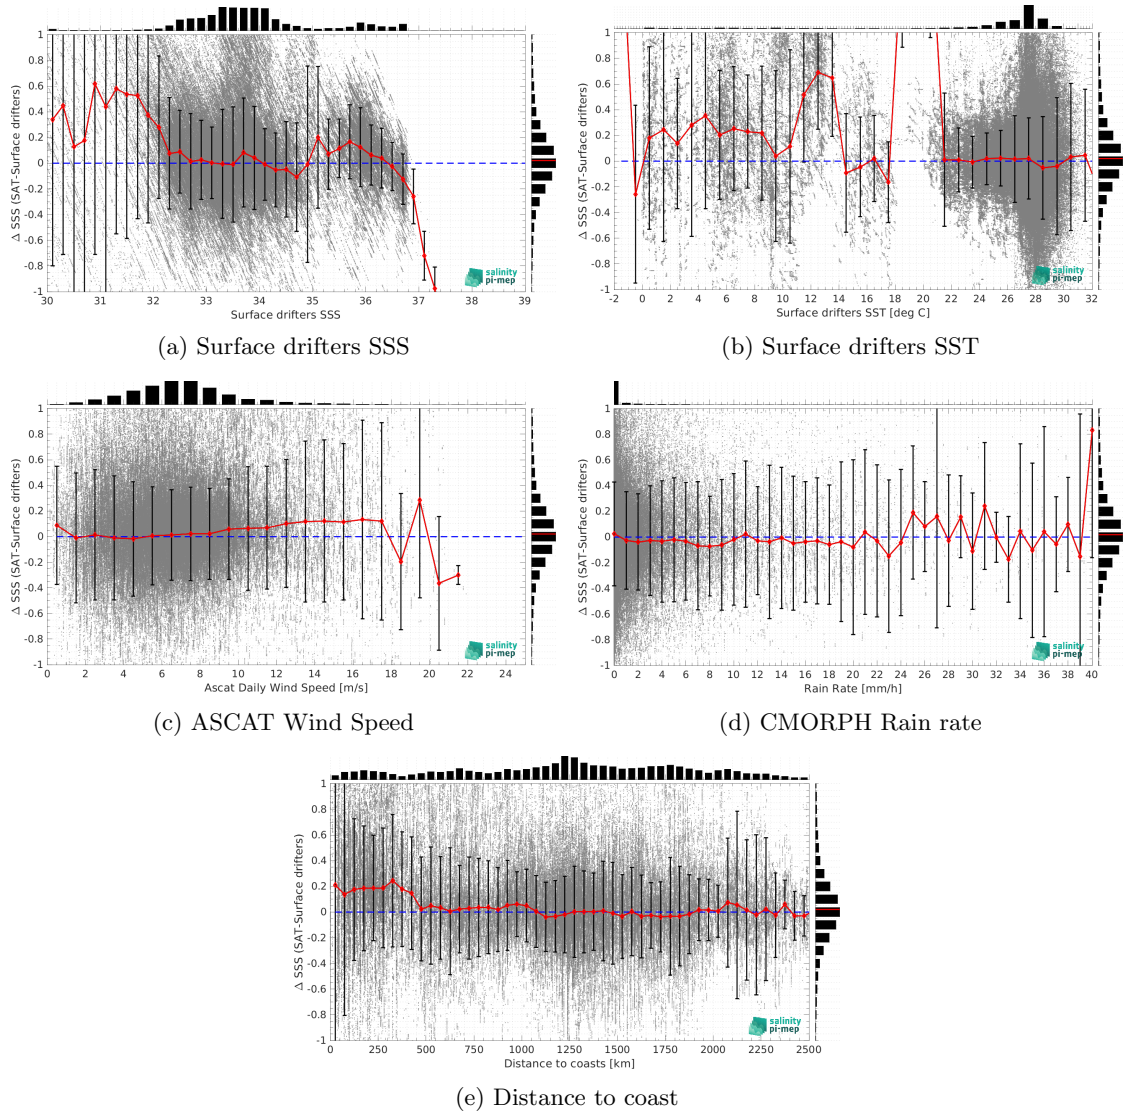 1
0.8
0.6
0.4
0.2
0
-0.2
-0.4
-0.6
-0.8
-1
Δ SSS (SAT-Surface drifters)
30 31 32 33 34 35 36 37 38 39
Surface drifters SSS
salinity
pi-mep
(a) Surface drifters SSS
1
0.8
0.6
0.4
0.2
0
-0.2
-0.4
-0.6
-0.8
-1
Δ SSS (SAT-Surface drifters)
-2 0 2 4 6 8 10 12 14 16 18 20 22 24 26 28 30 32
Surface drifters SST [deg C]
salinity
pi-mep
(b) Surface drifters SST
1
0.8
0.6
0.4
0.2
0
-0.2
-0.4
-0.6
-0.8
-1
Δ SSS (SAT-Surface drifters)
0 2 4 6 8 10 12 14 16 18 20 22 24
Ascat Daily Wind Speed [m/s]
salinity
pi-mep
(c) ASCAT Wind Speed
1
0.8
0.6
0.4
0.2
0
-0.2
-0.4
-0.6
-0.8
-1
Δ SSS (SAT-Surface drifters)
0 2 4 6 8 10 12 14 16 18 20 22 24 26 28 30 32 34 36 38 40
Rain Rate [mm/h]
salinity
pi-mep
(d) CMORPH Rain rate
1
0.8
0.6
0.4
0.2
0
-0.2
-0.4
-0.6
-0.8
-1
Δ SSS (SAT-Surface drifters)
0 250 500 750 1000 1250 1500 1750 2000 2250 2500
Distance to coasts [km]
salinity
pi-mep
(e) Distance to coast